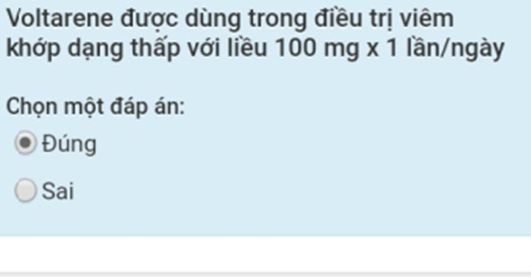 Voltarene được dùng trong điều trị viêm
khớp dạng thấp với liều 100 mg x 1 lần/ngày
Chọn một đáp án:
Đúng
Sai